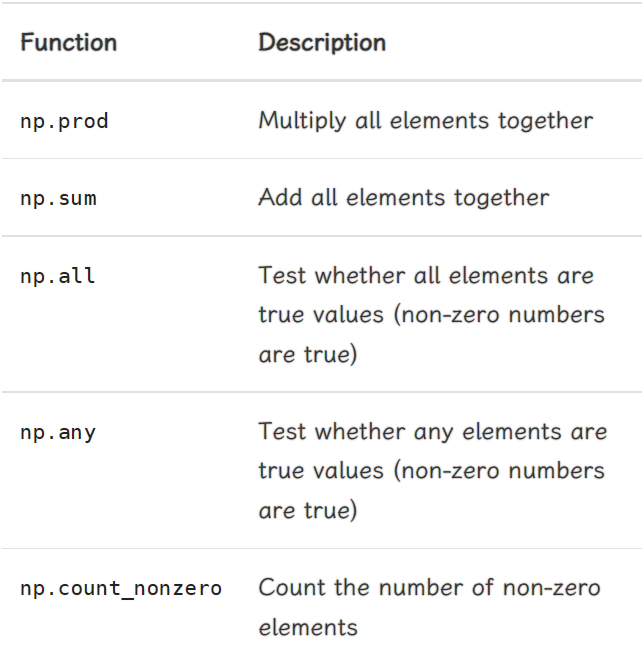 Function Description
np.prod Multiply all elements together
np.sum Add all elements together
np.all Test whether all elements are
true values (non-zero numbers
are true)
np.any Test whether any elements are
true values (non-zero numbers
are true)
np.count_nonzero Count the number of non-zero
elements